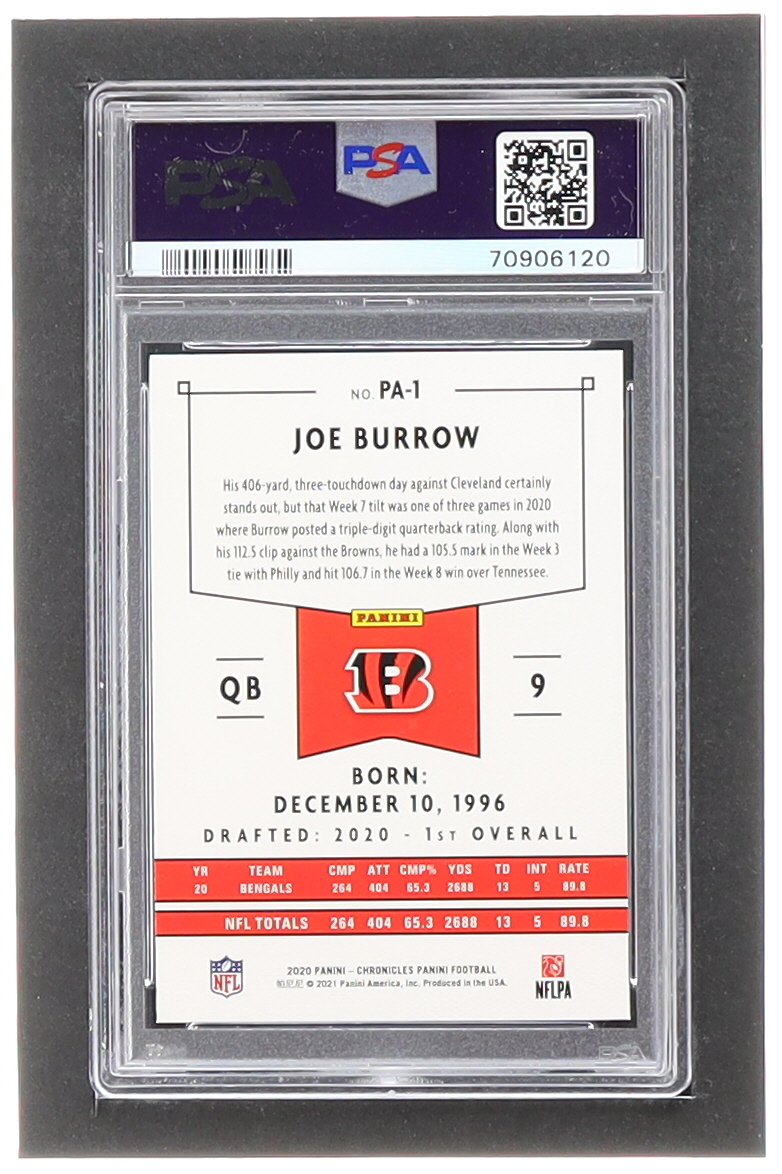 PSA
PSA
70906120
NO. PA-1
JOE BURROW
His 406-yard, three-touchdown day against Cleveland certainly
stands out, but that Week 7 tilt was one of three games in 2020
where Burrow posted a triple-digit quarterback rating. Along with
his 112.5 clip against the Browns, he had a 105.5 mark in the Week 3
tie with Philly and hit 106.7 in the Week 8 win over Tennessee.
PANINI
QB B 9
BORN:
DECEMBER 10, 1996
DRAFTED: 2020 - 1ST OVERALL
YR TEAM CMP ATT CMP% YDS TD INT RATE
20 BENGALS 264 404 65.3 2688 13 5 89.8
NFL TOTALS 264 404 65.3 2688 13 5 89.8
NFL
2020 PANINI – CHRONICLES PANINI FOOTBALL
© 2021 Panini America, Inc. Produced in the USA.
NFLPA
PSA